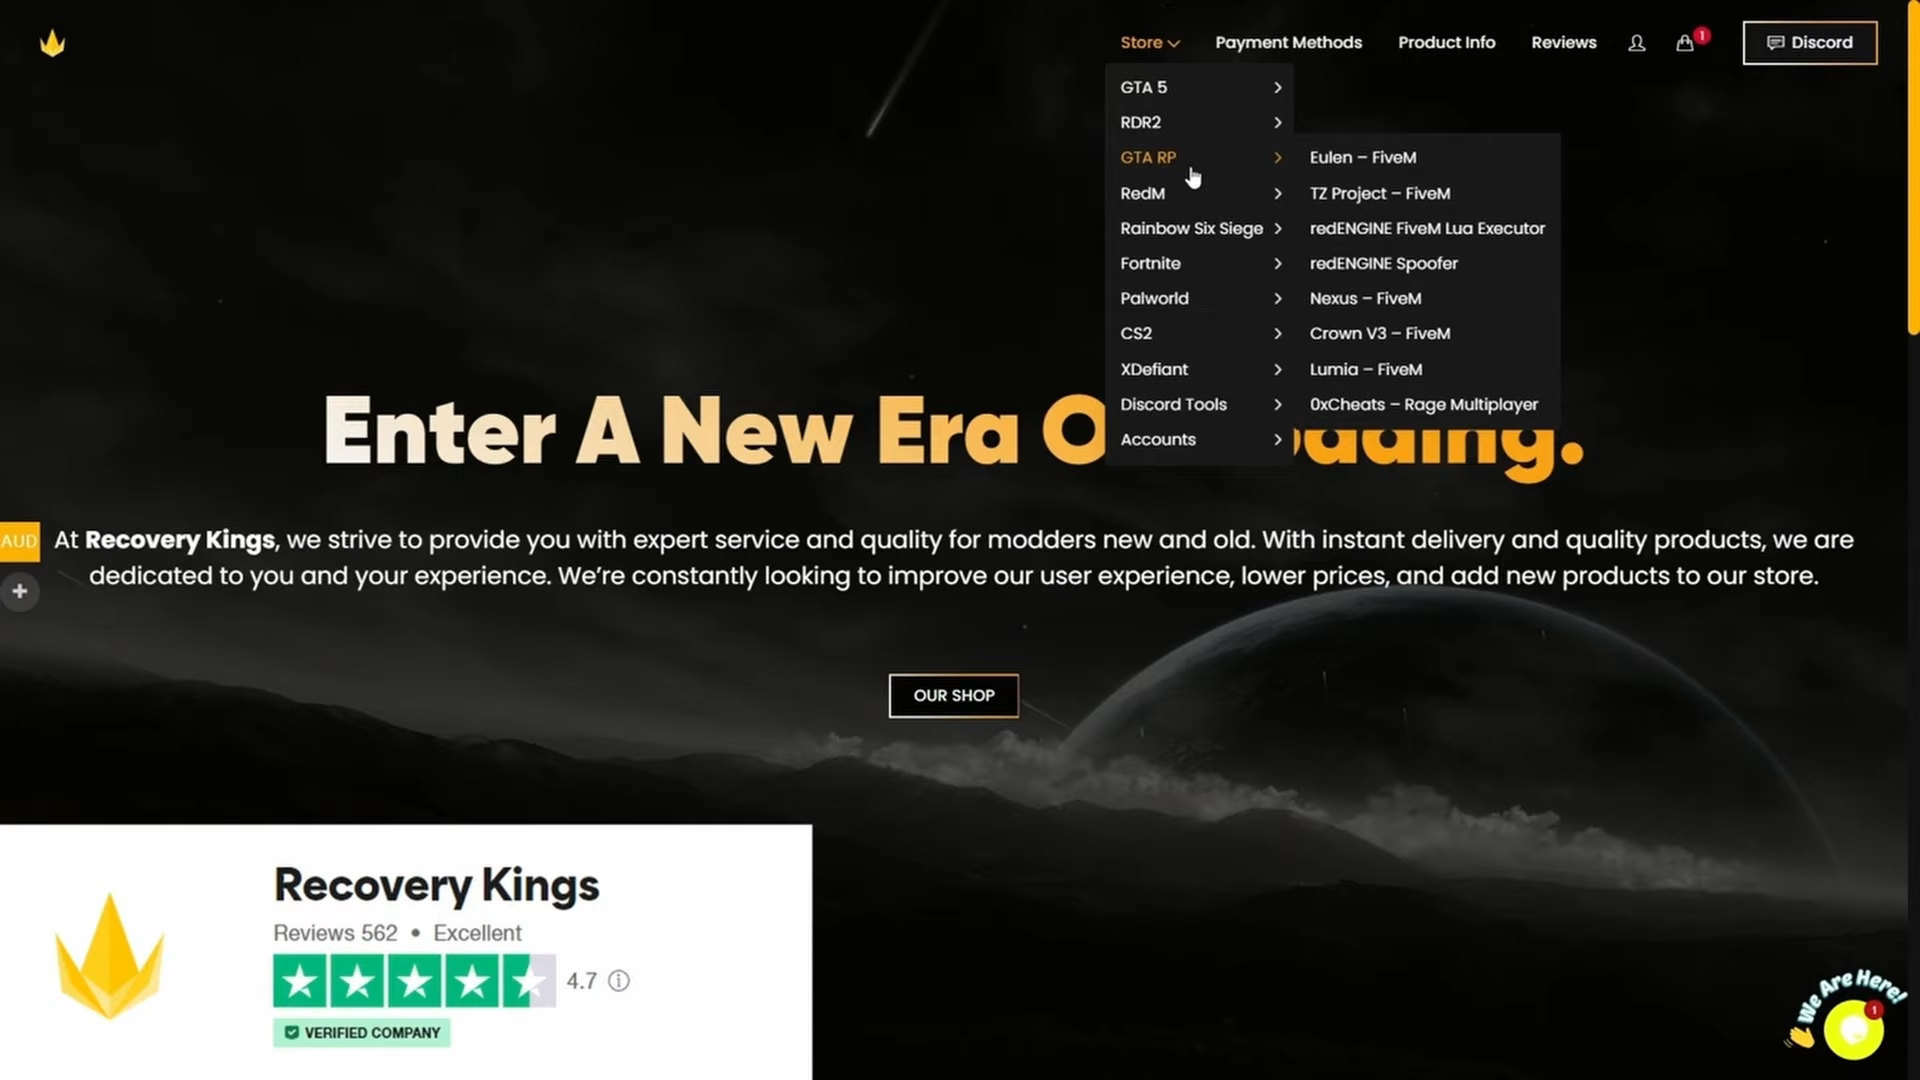 Store
Payment Methods
Product Info
Reviews
1
Discord
GTA 5
RDR2
GTA RP
RedM
Rainbow Six Siege
Fortnite
Palworld
CS2
XDefiant
Discord Tools
Accounts
Eulen – FiveM
TZ Project – FiveM
redENGINE FiveM Lua Executor
redENGINE Spoofer
Nexus – FiveM
Crown V3 – FiveM
Lumia – FiveM
0xCheats – Rage Multiplayer
Enter A New Era
AUD
At Recovery Kings, we strive to provide you with expert service and quality for modders new and old. With instant delivery and quality products, we are
dedicated to you and your experience. We’re constantly looking to improve our user experience, lower prices, and add new products to our store.
OUR SHOP
Recovery Kings
Reviews 562 • Excellent
4.7
VERIFIED COMPANY
We Are Here!
1